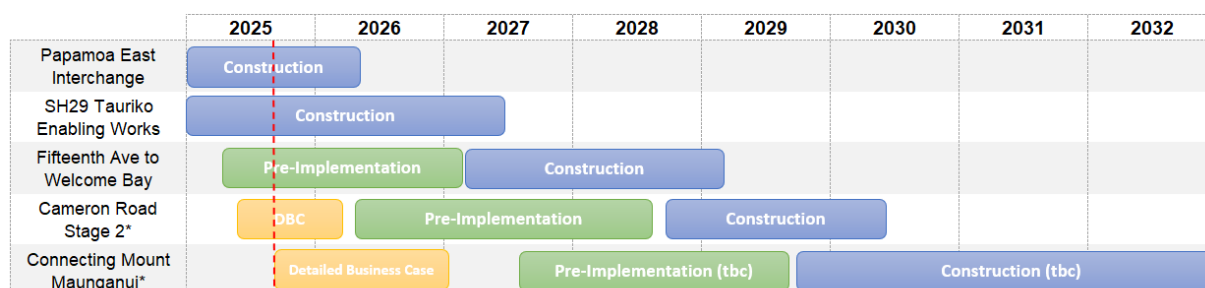 2025 2026 2027 2028 2029 2030 2031 2032
Papamoa East
Interchange
Construction
SH29 Tauriko
Enabling Works
Construction
Fifteenth Ave to
Welcome Bay
Pre-Implementation
Construction
Cameron Road
Stage 2*
DBC
Pre-Implementation
Construction
Connecting Mount
Maunganui*
Detailed Business Case
Pre-Implementation (tbc)
Construction (tbc)